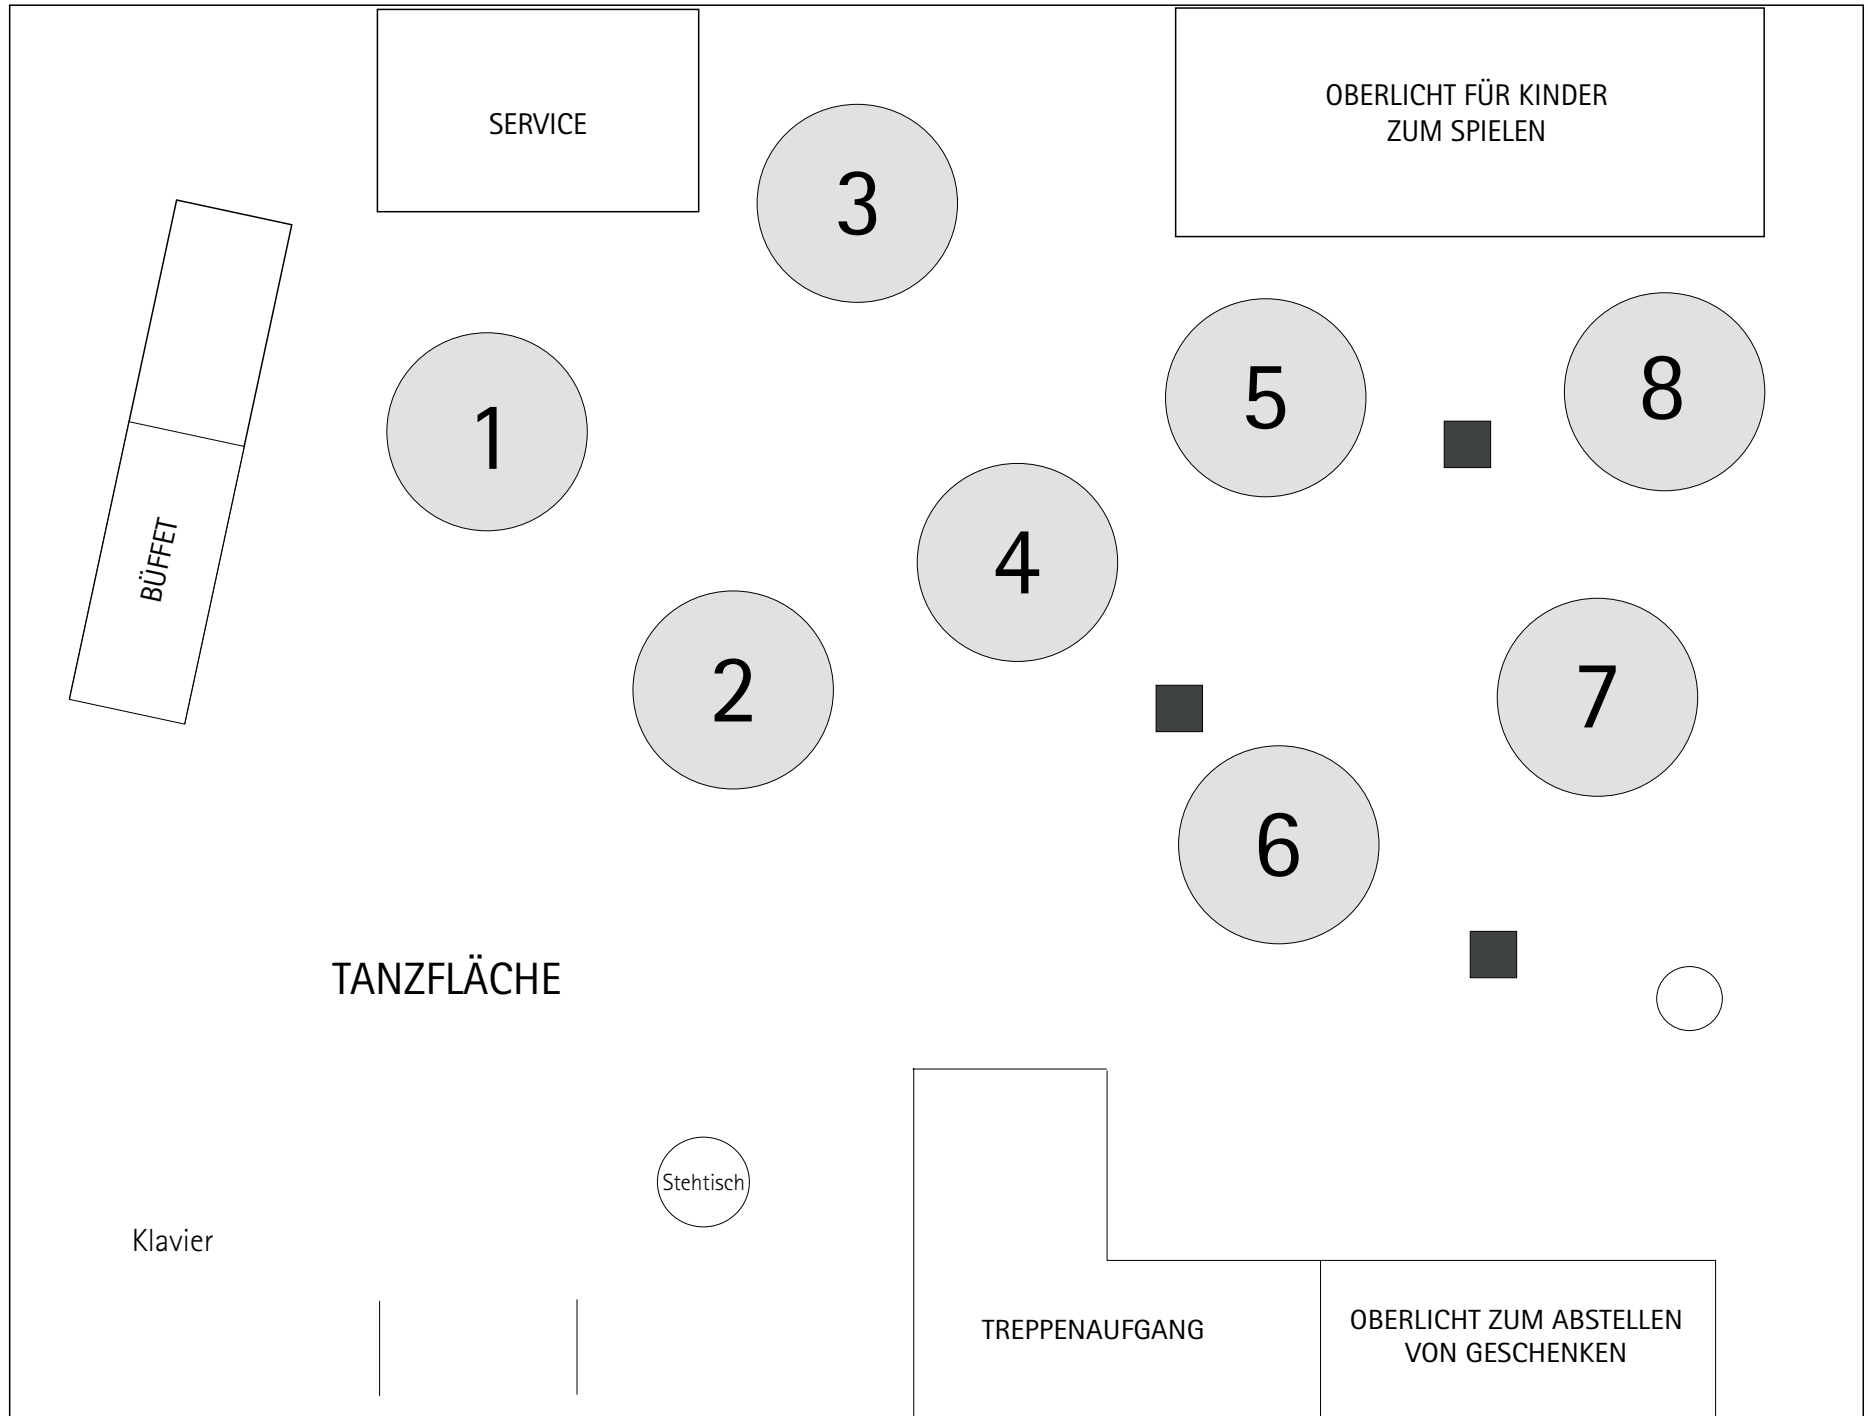 SERVICE
OBERLICHT FÜR KINDER
ZUM SPIELEN
3
5
8
1
4
BÜFFET
2
7
6
TANZFLÄCHE
Stehtisch
Klavier
TREPPENAUFGANG
OBERLICHT ZUM ABSTELLEN
VON GESCHENKEN